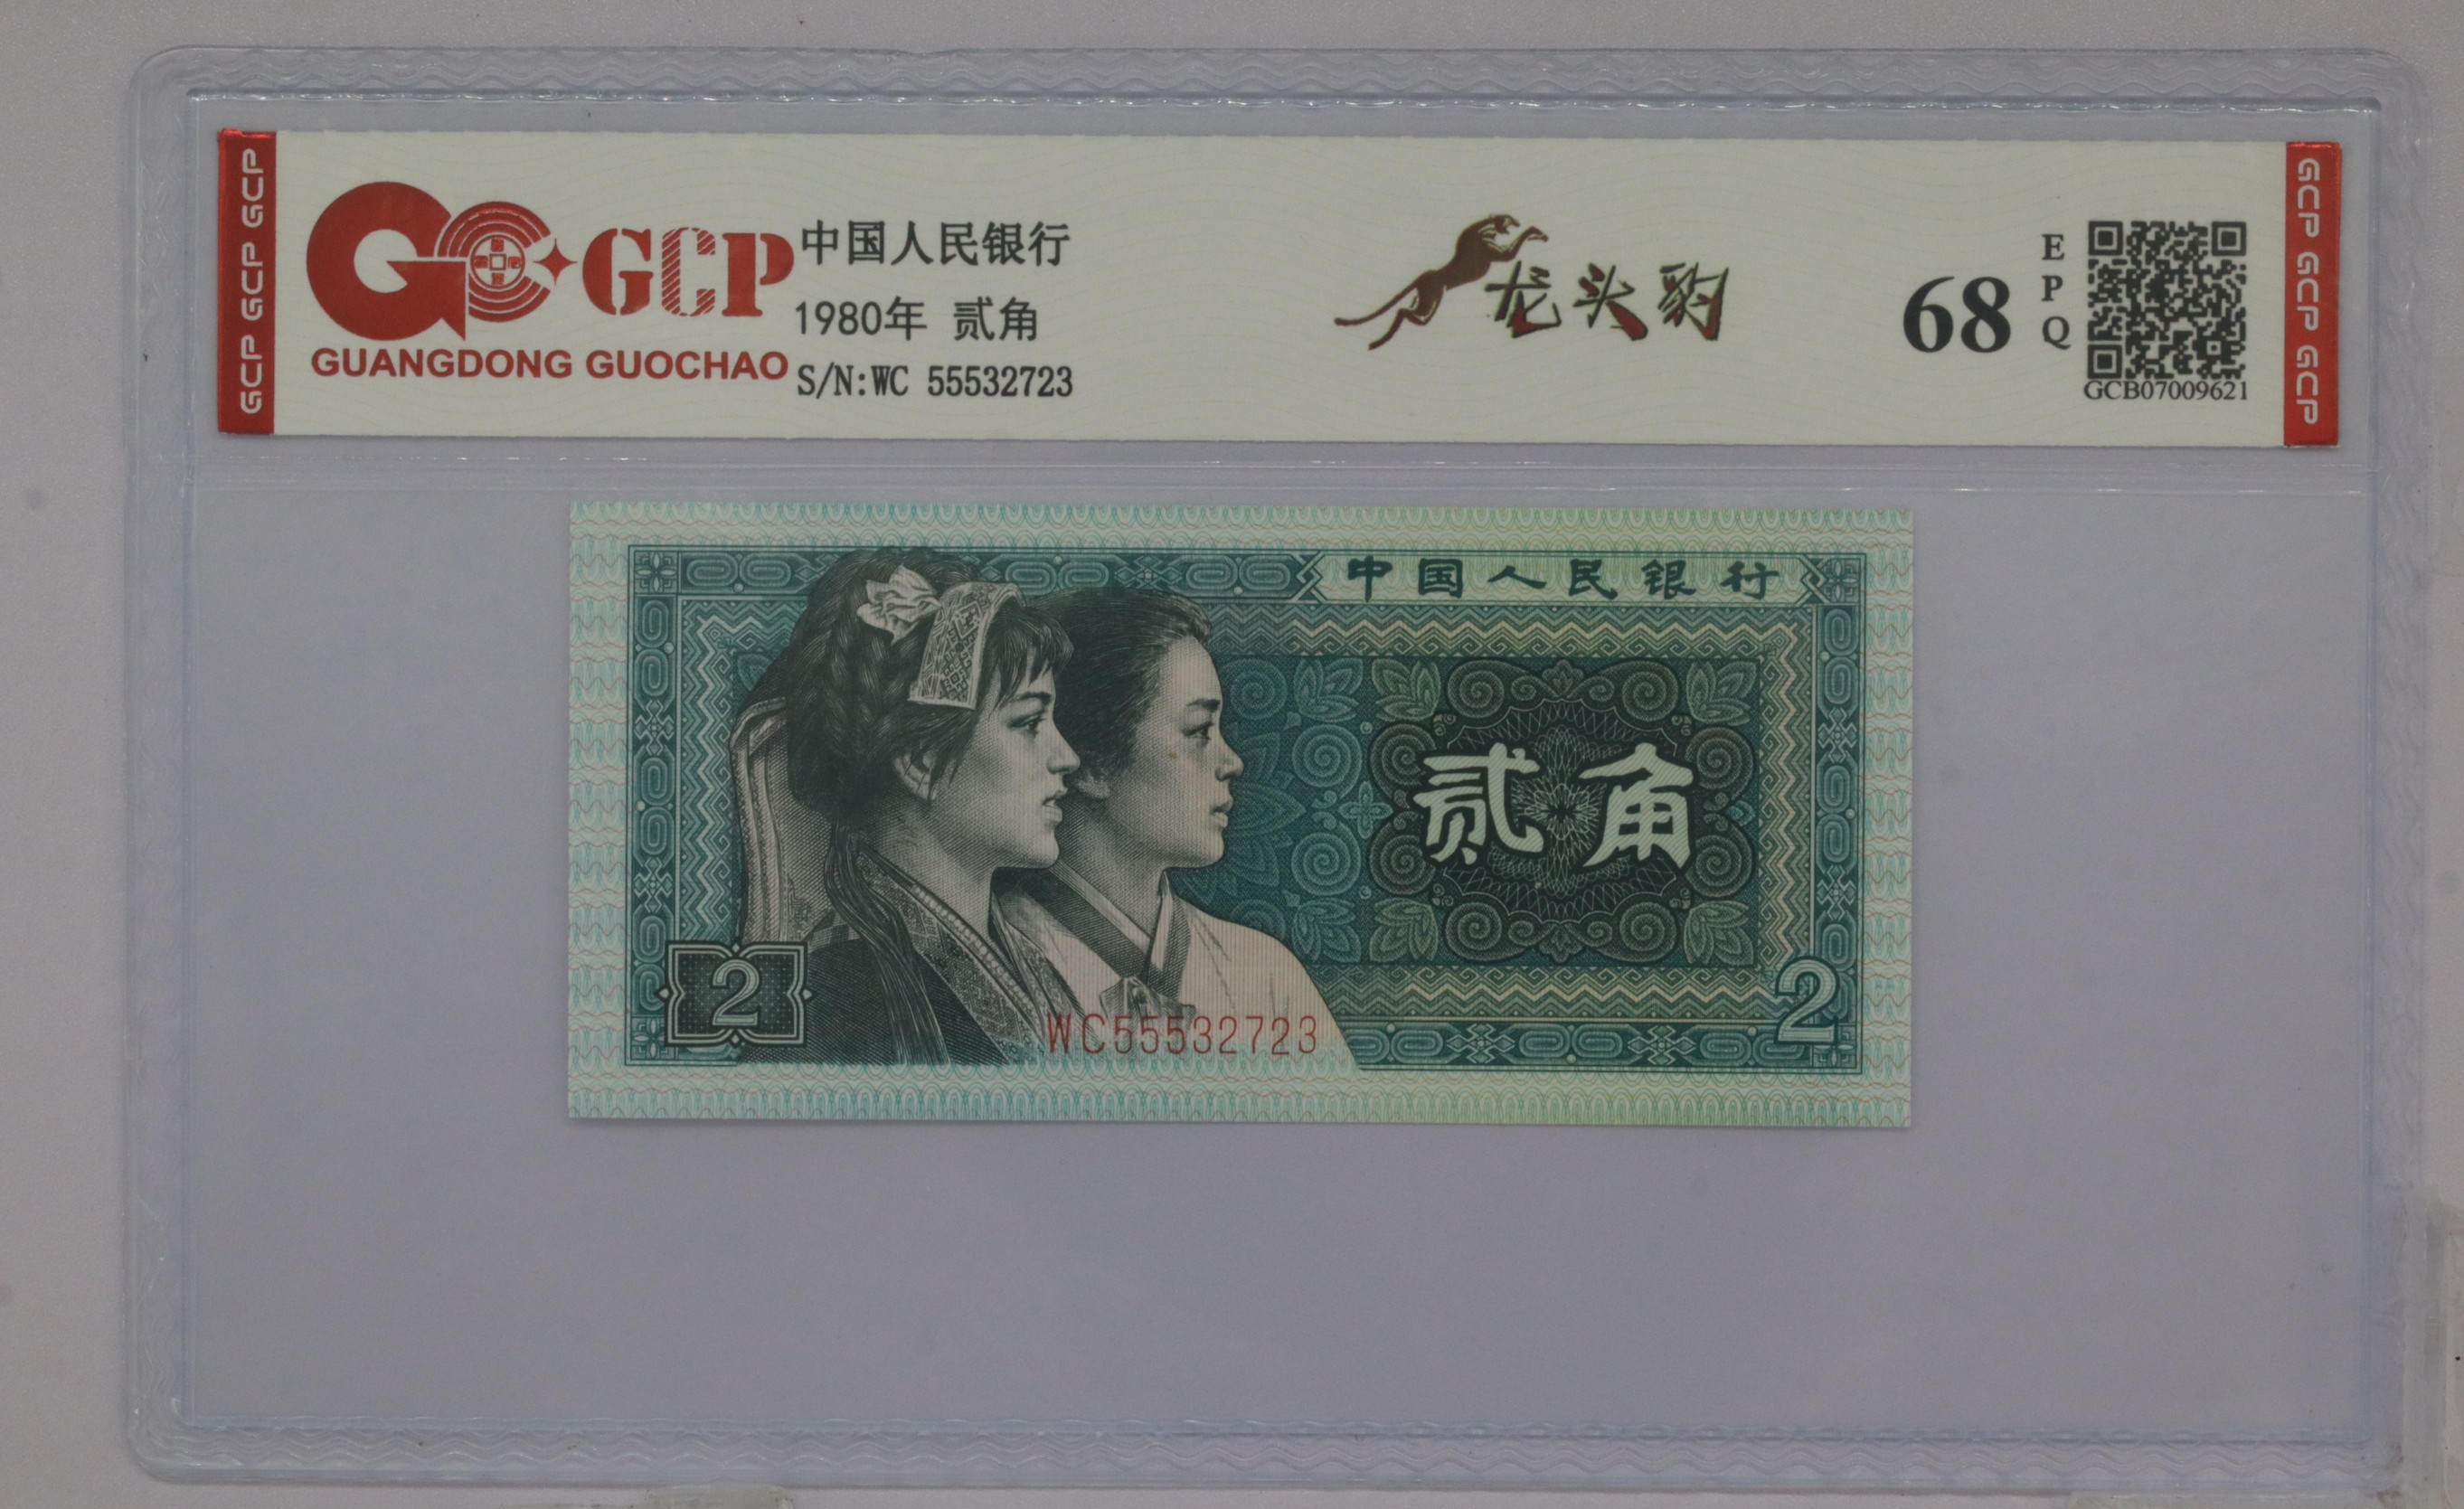 GCP GCP GCP
GCP
GUANGDONG GUOCHAO
中国人民银行
1980年 贰角
S/N:WC 55532723
龙头豹
68
EPQ
GCB07009621
GCP GCP GCP
中国人民银行
贰角
2
WC55532723
2